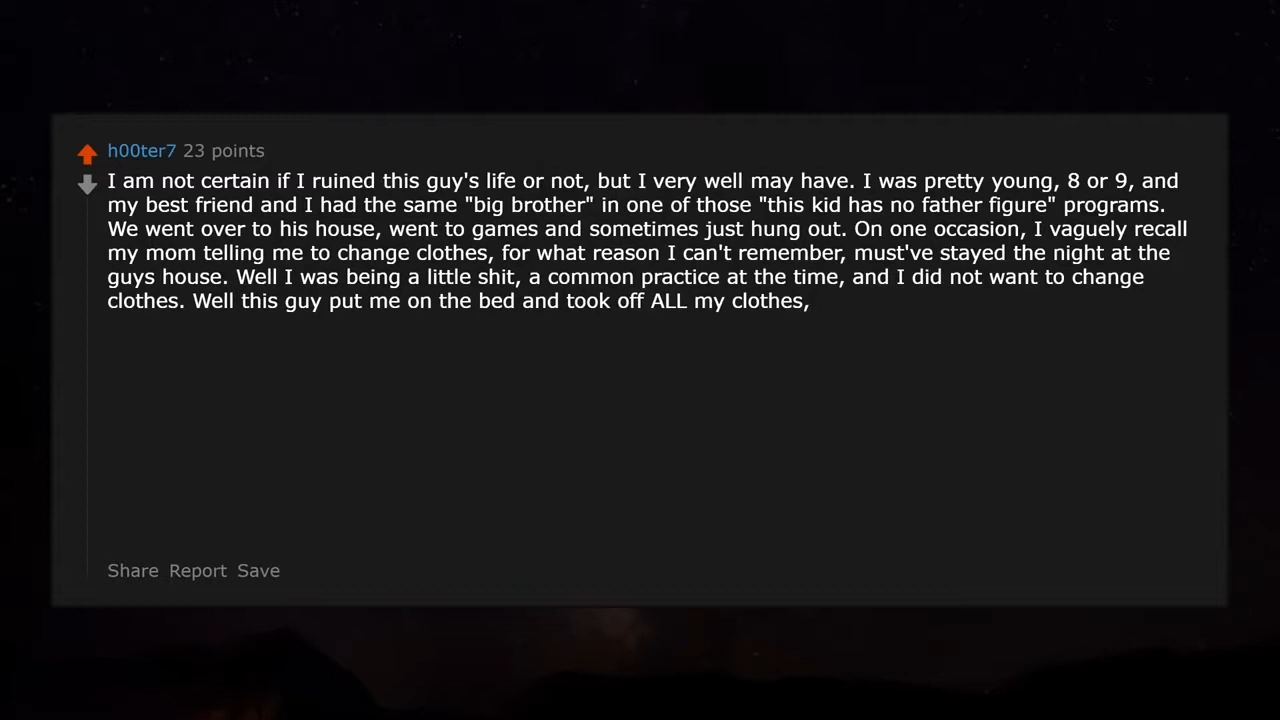 h00ter7 23 points
I am not certain if I ruined this guy's life or not, but I very well may have. I was pretty young, 8 or 9, and
my best friend and I had the same "big brother" in one of those "this kid has no father figure" programs.
We went over to his house, went to games and sometimes just hung out. On one occasion, I vaguely recall
my mom telling me to change clothes, for what reason I can't remember, must've stayed the night at the
guys house. Well I was being a little shit, a common practice at the time, and I did not want to change
clothes. Well this guy put me on the bed and took off ALL my clothes,
Share Report Save